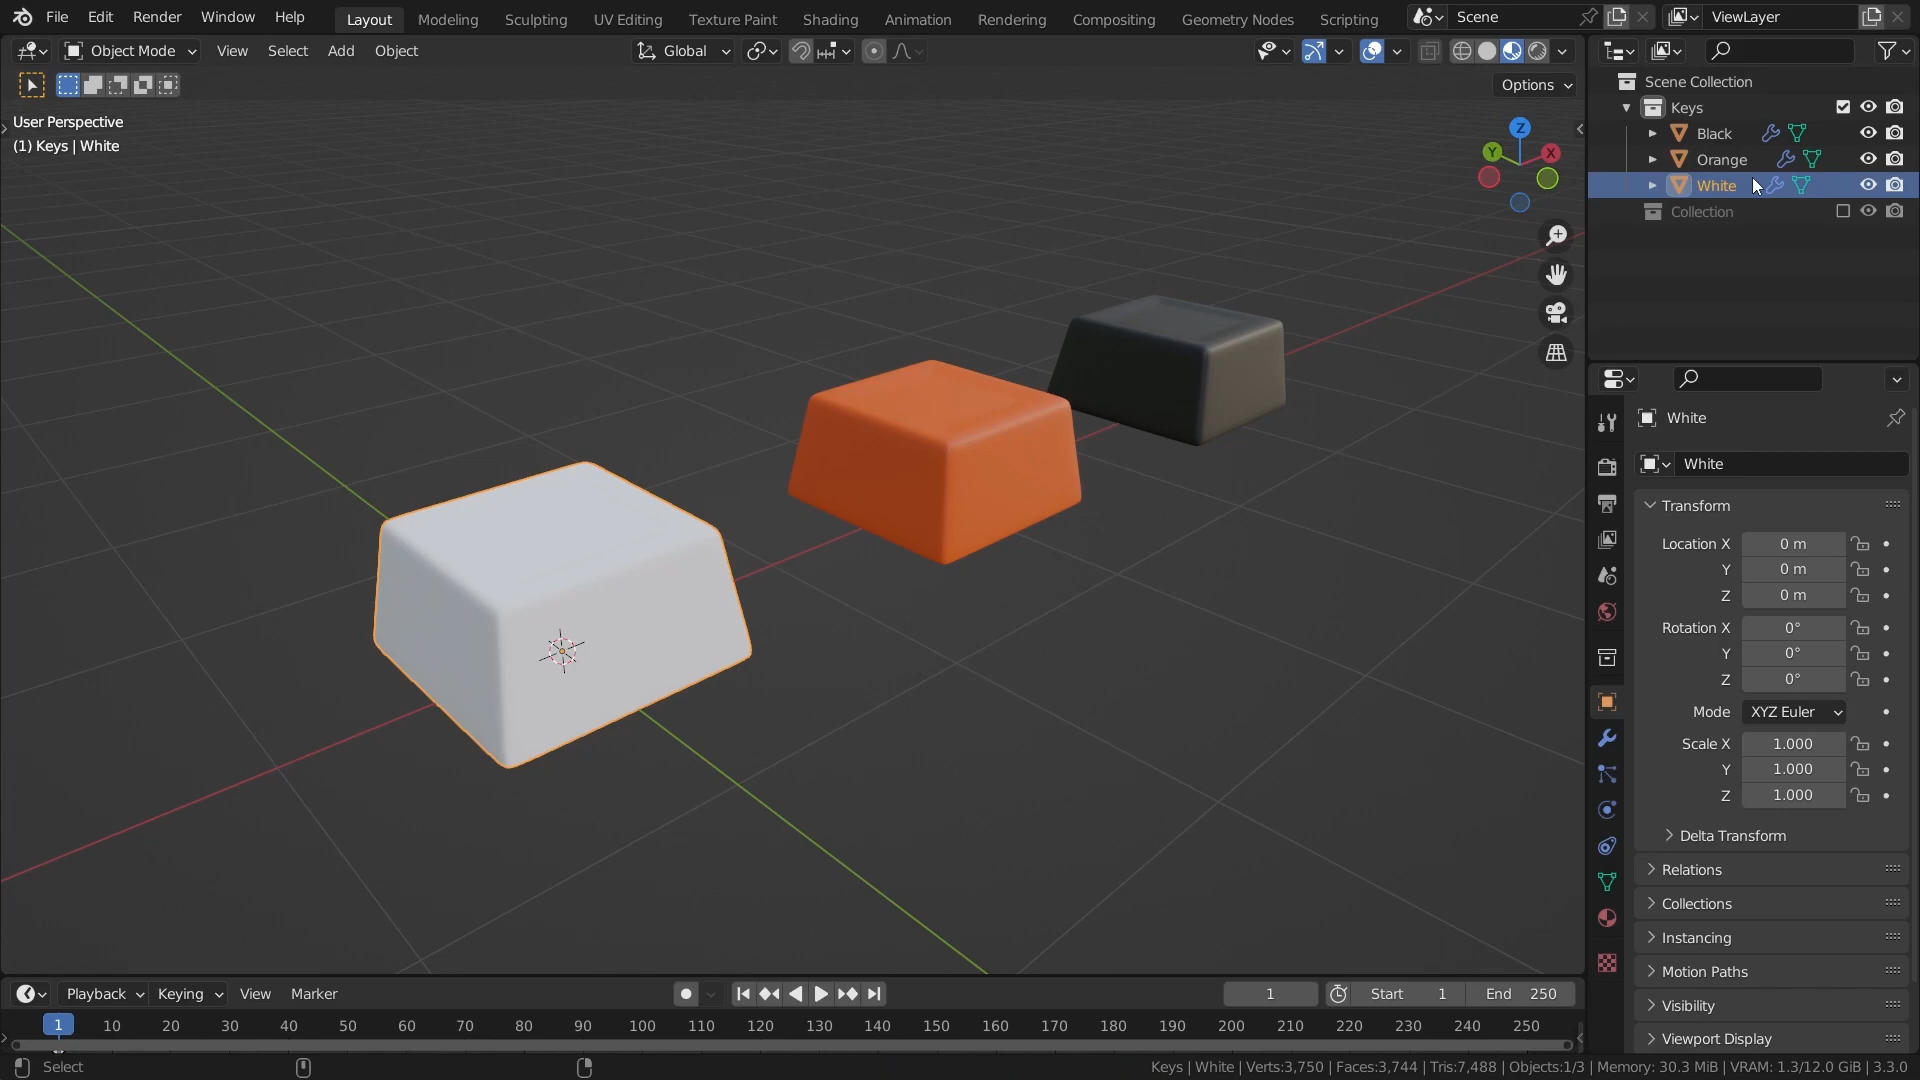 File Edit Render Window Help Layout Modeling Sculpting UV Editing Texture Paint Shading Animation Rendering Compositing Geometry Nodes Scripting Scene ViewLayer
Object Mode View Select Add Object Global
Options
User Perspective
(1) Keys | White
Z
Y X
Scene Collection
Keys
Black
Orange
White
Collection
White
White
Transform
Location X 0 m
Y 0 m
Z 0 m
Rotation X 0°
Y 0°
Z 0°
Mode XYZ Euler
Scale X 1.000
Y 1.000
Z 1.000
Delta Transform
Relations
Collections
Instancing
Motion Paths
Visibility
Viewport Display
Playback Keying View Marker 1 Start 1 End 250
1 10 20 30 40 50 60 70 80 90 100 110 120 130 140 150 160 170 180 190 200 210 220 230 240 250
Select Keys | White | Verts:3,750 | Faces:3,744 | Tris:7,488 | Objects:1/3 | Memory: 30.3 MiB | VRAM: 1.3/12.0 GiB | 3.3.0